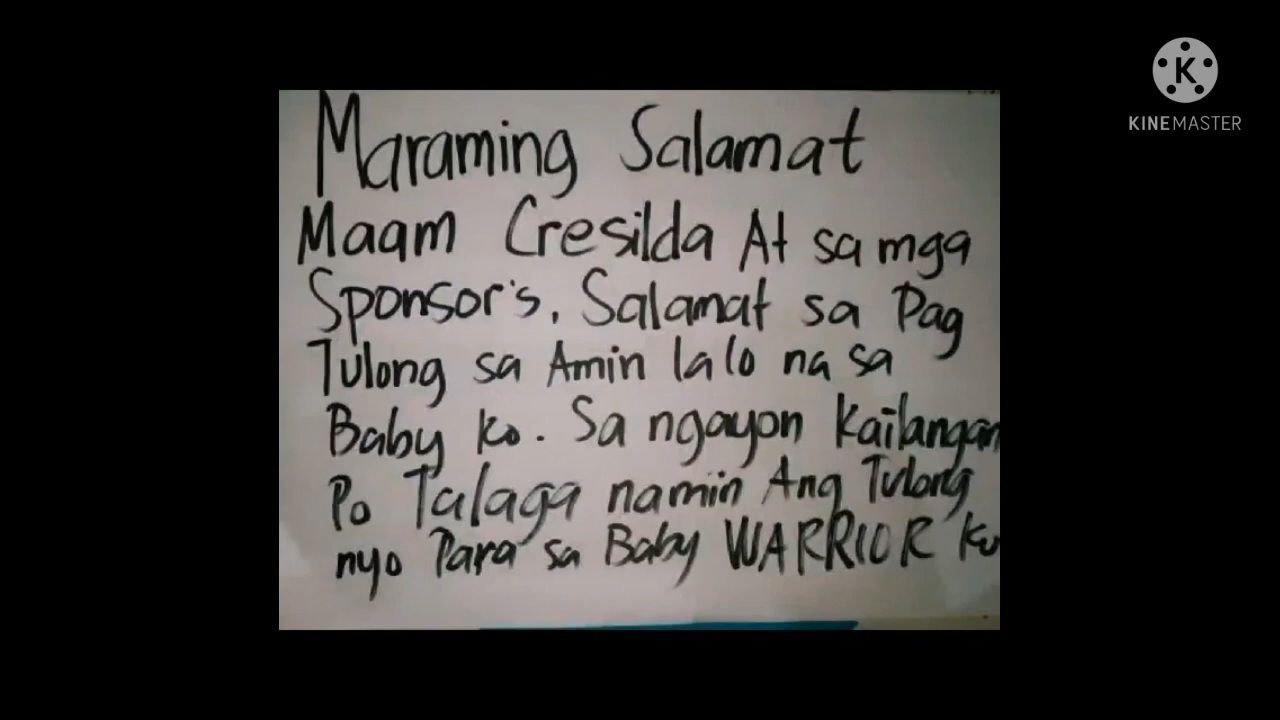 Maraming Salamat
Maam Cresilda At sa mga
Sponsor's, Salamat sa Pag
Tulong sa Amin lalo na sa
Baby ko. Sa ngayon kailangan
Po Talaga namin Ang Tulong
nyo Para sa Baby WARRIOR ko
K
KINEMASTER